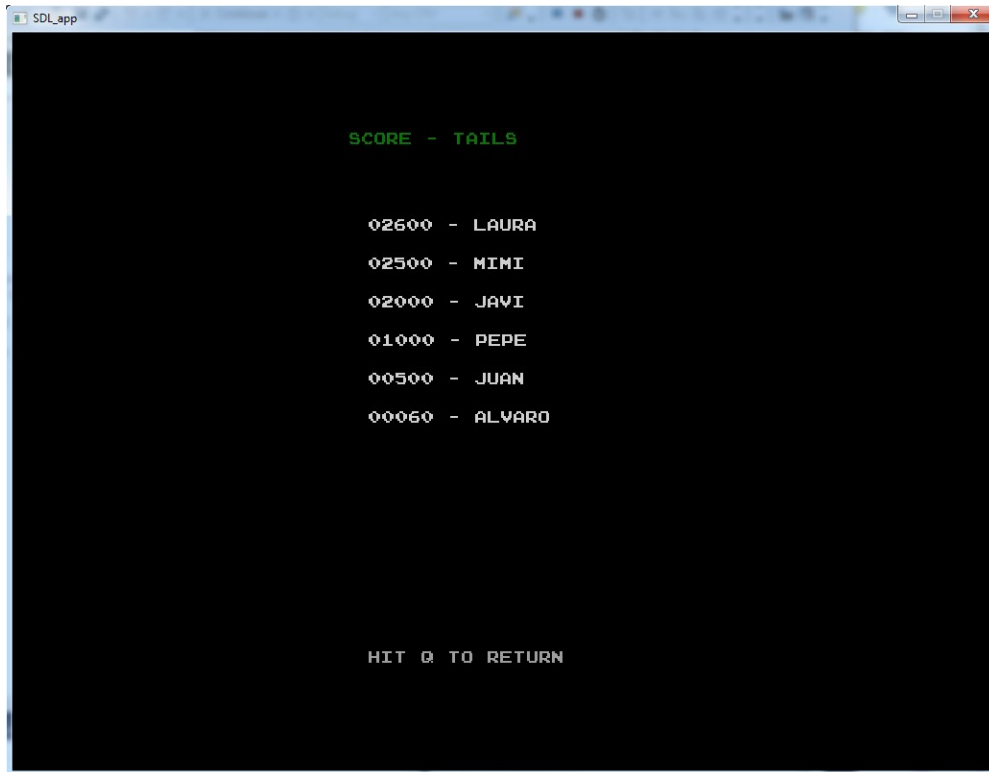 SDL_app
SCORE - TAILS
02600 - LAURA
02500 - MIMI
02000 - JAVI
01000 - PEPE
00500 - JUAN
00060 - ALVARO
HIT Q TO RETURN